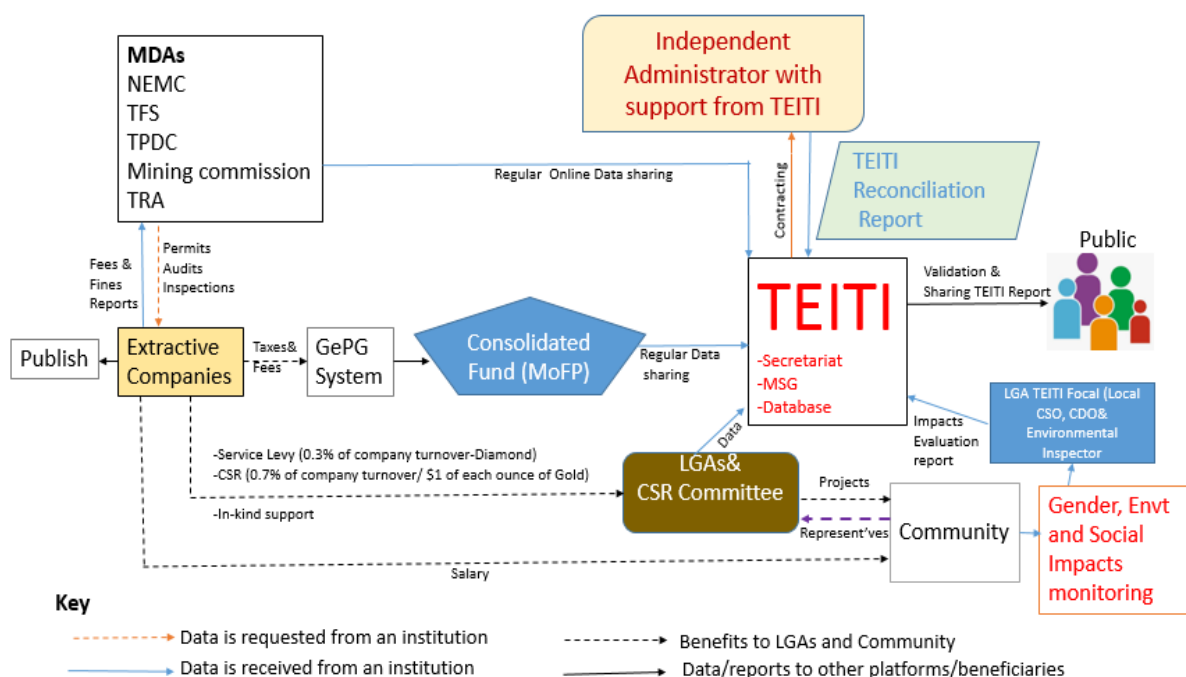 MDAs
NEMC
TFS
TPDC
Mining commission
TRA
Independent
Administrator with
support from TEITI
Regular Online Data sharing
Contracting
TEITI
Reconciliation
Report
Public
Fees &
Fines
Reports
Permits
Audits
Inspections
Publish
Extractive
Companies
Taxes&
Fees
GePG
System
Consolidated
Fund (MoFP)
Regular Data
sharing
TEITI
-Secretariat
-MSG
-Database
Validation &
Sharing TEITI Report
LGA TEITI Focal (Local
CSO, CDO&
Environmental
Inspector
Impacts
Evaluation
report
Data
-Service Levy (0.3% of company turnover-Diamond)
-CSR (0.7% of company turnover/ $1 of each ounce of Gold)
-In-kind support
LGAs&
CSR Committee
Projects
Represent'ves
Community
Gender, Envt
and Social
Impacts
monitoring
Salary
Key
Data is requested from an institution
Data is received from an institution
Benefits to LGAs and Community
Data/reports to other platforms/beneficiaries